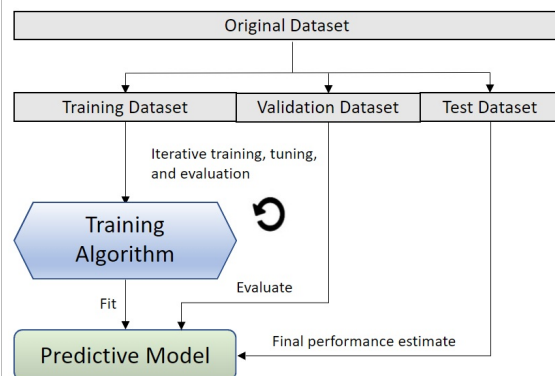 Original Dataset
Training Dataset
Validation Dataset
Test Dataset
Iterative training, tuning,
and evaluation
Training
Algorithm
Evaluate
Fit
Final performance estimate
Predictive Model